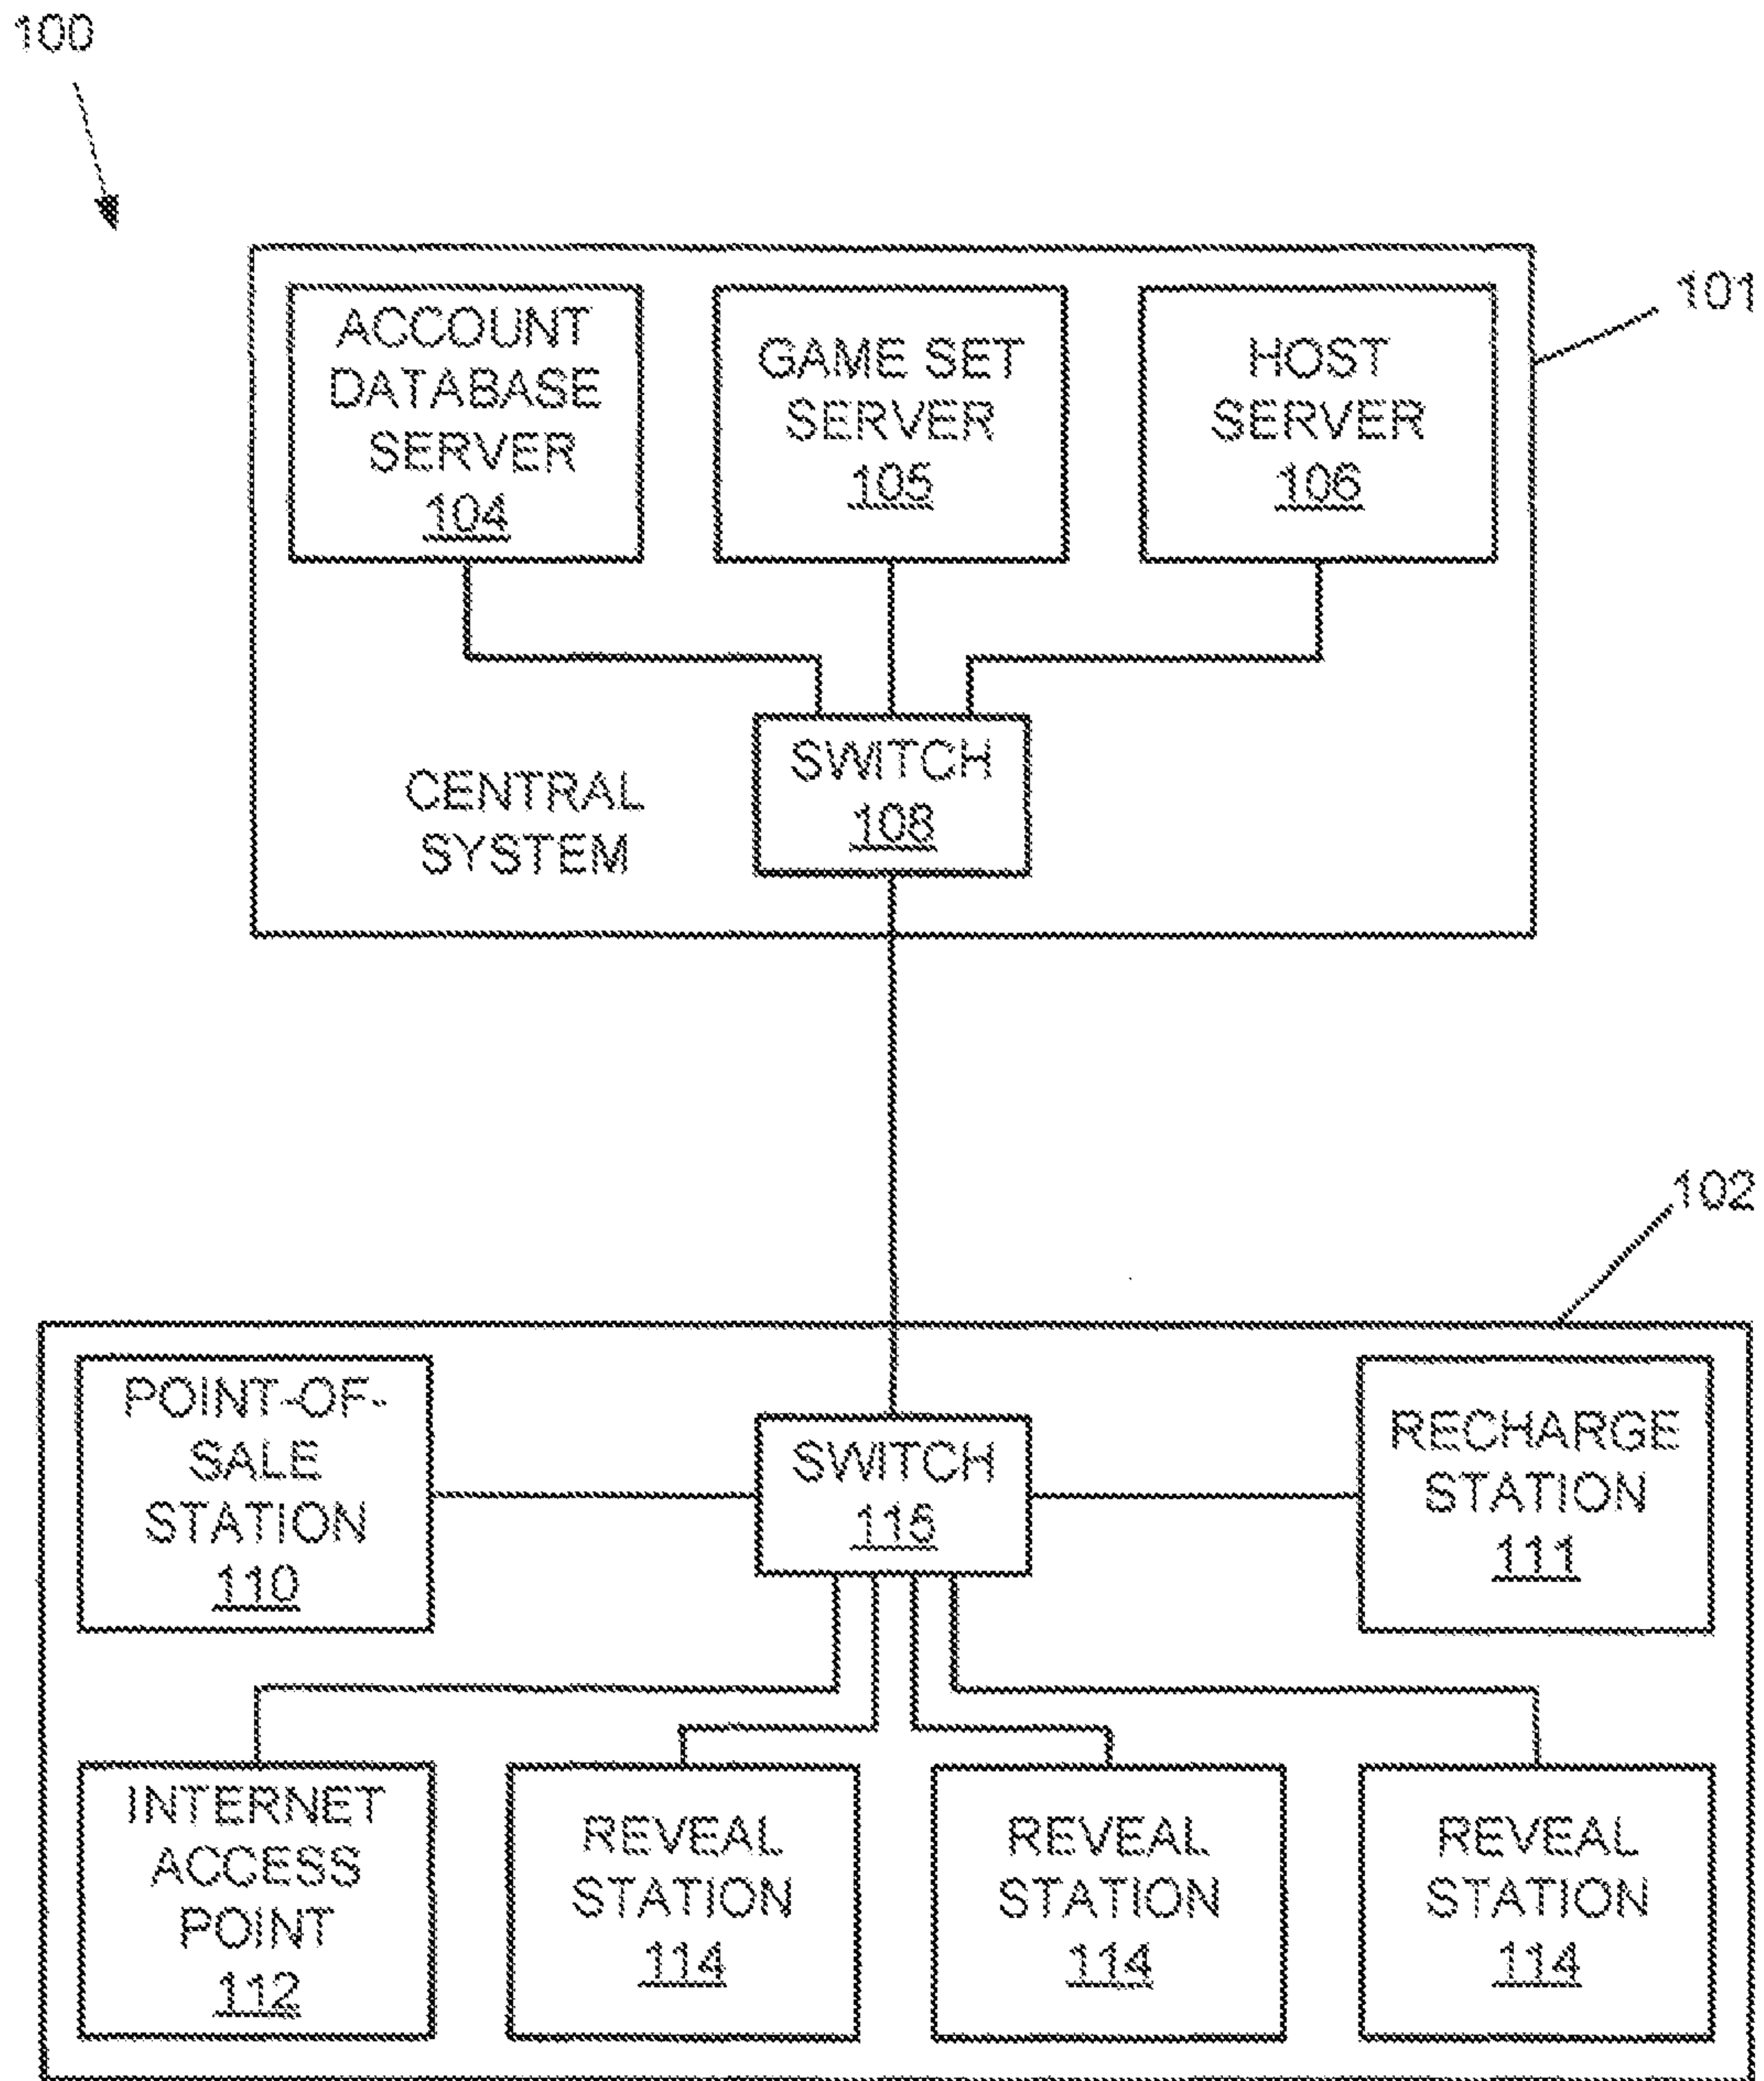 100
101
ACCOUNT
DATABASE
SERVER
104
GAME SET
SERVER
105
HOST
SERVER
106
SWITCH
108
CENTRAL
SYSTEM
102
POINT-OF-
SALE
STATION
110
SWITCH
115
RECHARGE
STATION
111
INTERNET
ACCESS
POINT
112
REVEAL
STATION
114
REVEAL
STATION
114
REVEAL
STATION
114